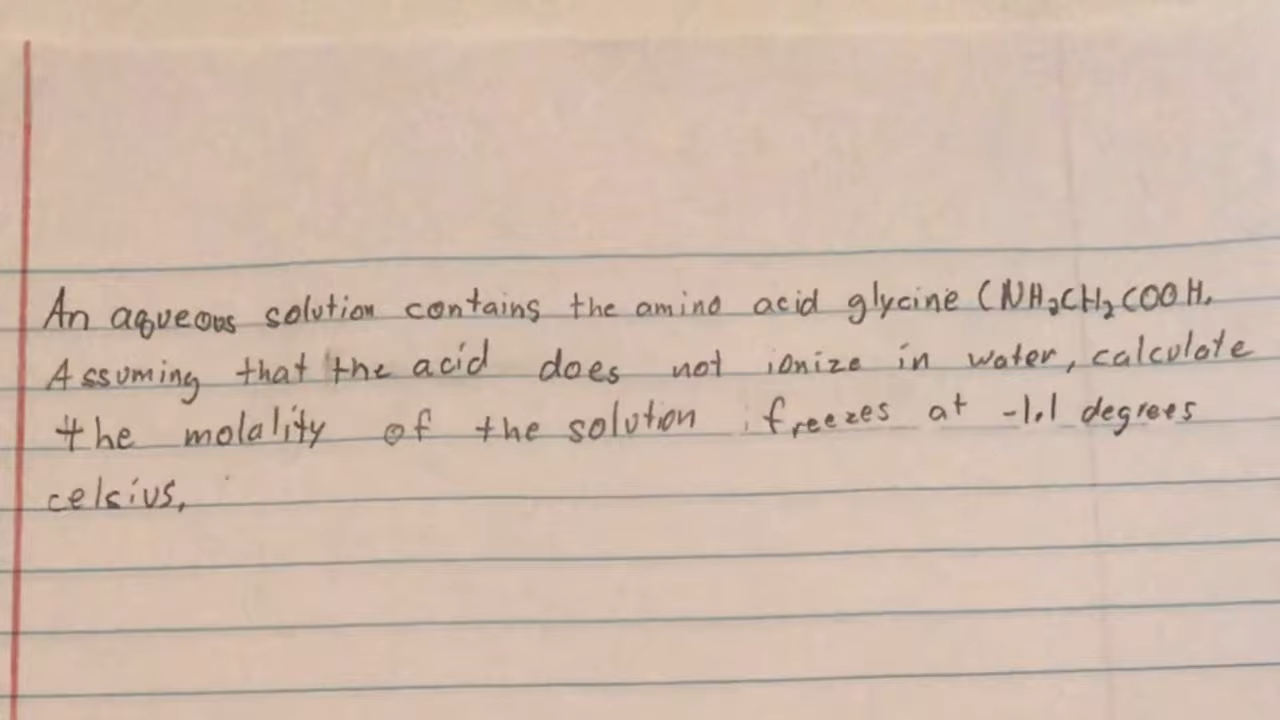 An aqueous solution contains the amino acid glycine (NH₂CH₂COOH.
Assuming that the acid does not ionize in water, calculate
the molality of the solution freezes at -1.1 degrees
celsius.